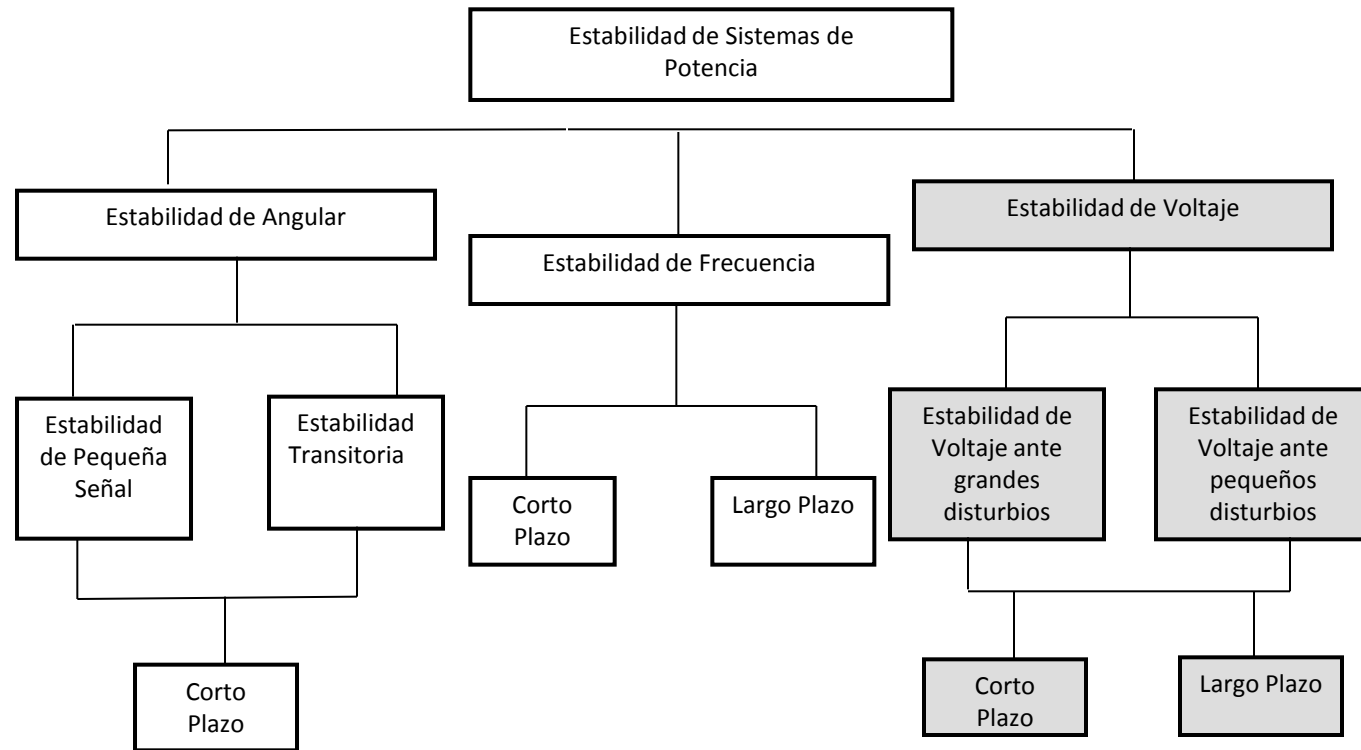 Estabilidad de Sistemas de
Potencia
Estabilidad de Angular
Estabilidad de Frecuencia
Estabilidad de Voltaje
Estabilidad
de Pequeña
Señal
Estabilidad
Transitoria
Corto
Plazo
Largo Plazo
Estabilidad de
Voltaje ante
grandes
disturbios
Estabilidad de
Voltaje ante
pequeños
disturbios
Corto
Plazo
Corto
Plazo
Largo Plazo